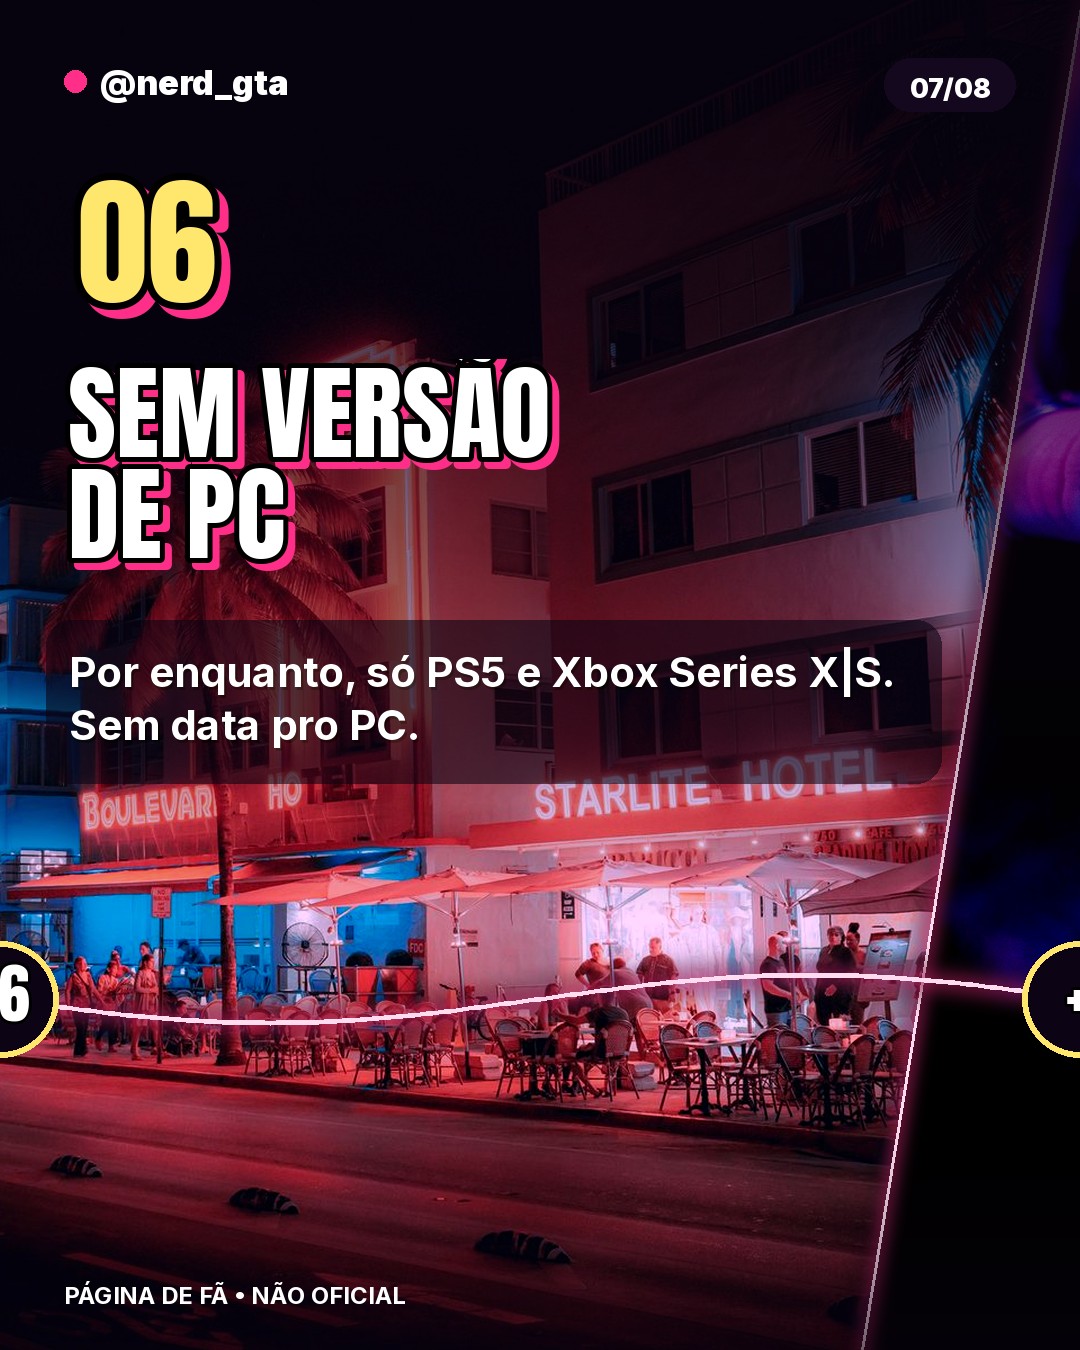 @nerd_gta
07/08
06
SEM VERSÃO
DE PC
Por enquanto, só PS5 e Xbox Series X|S.
Sem data pro PC.
BOULEVARD HOTEL
STARLITE HOTEL
CAFE
6
+
PÁGINA DE FÃ • NÃO OFICIAL